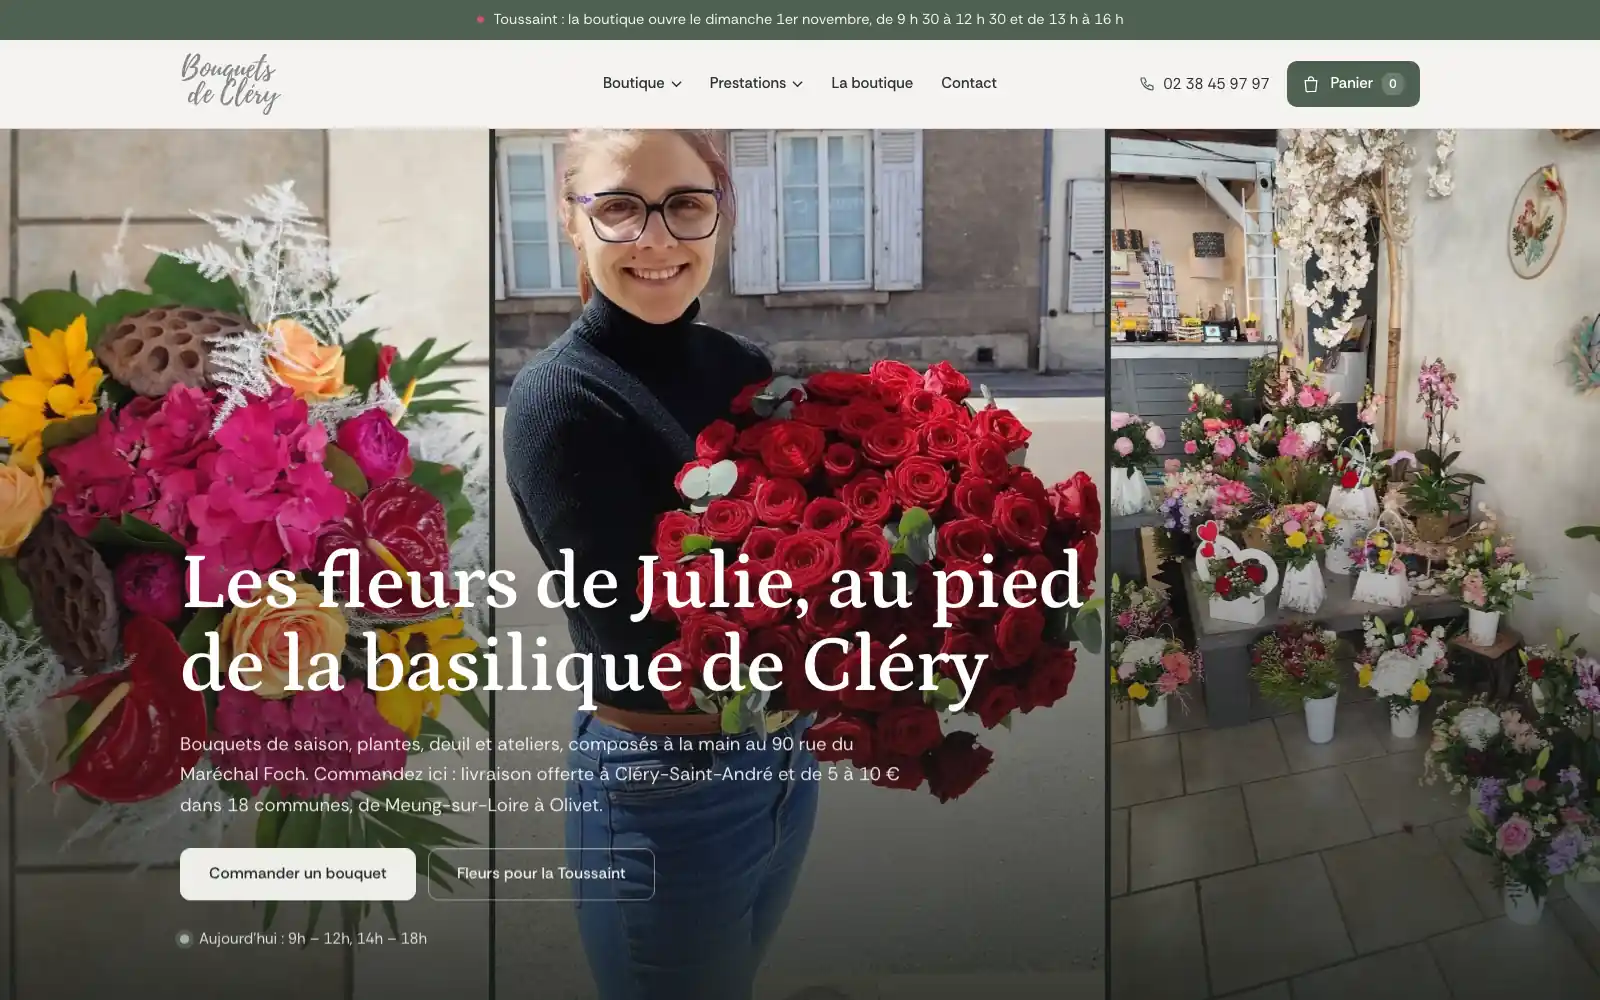 Toussaint : la boutique ouvre le dimanche 1er novembre, de 9 h 30 à 12 h 30 et de 13 h à 16 h
Bouquets
de Cléry
Boutique
Prestations
La boutique
Contact
02 38 45 97 97
Panier
0
Les fleurs de Julie, au pied
de la basilique de Cléry
Bouquets de saison, plantes, deuil et ateliers, composés à la main au 90 rue du
Maréchal Foch. Commandez ici : livraison offerte à Cléry-Saint-André et de 5 à 10 €
dans 18 communes, de Meung-sur-Loire à Olivet.
Commander un bouquet
Fleurs pour la Toussaint
Aujourd'hui : 9h – 12h, 14h – 18h